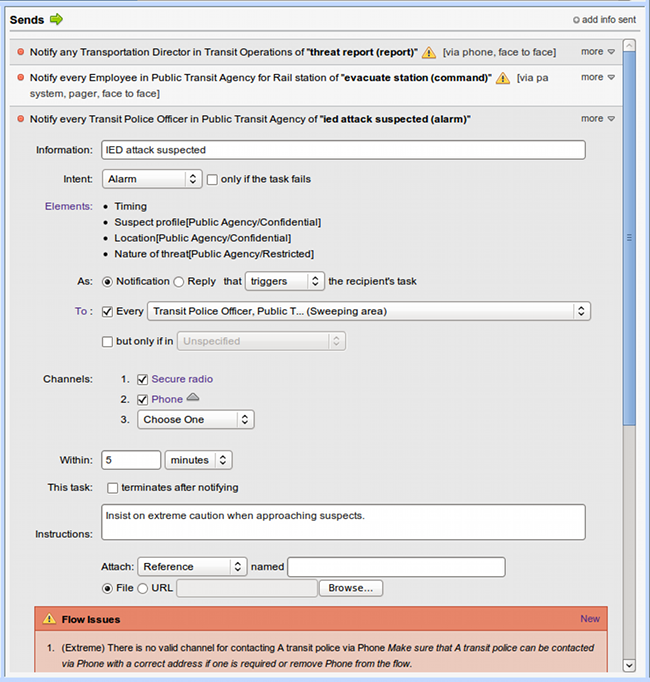 Sends add info sent
Notify any Transportation Director in Transit Operations of "threat report (report)" [via phone, face to face] more
Notify every Employee in Public Transit Agency for Rail station of "evacuate station (command)" [via pa more
system, pager, face to face]
Notify every Transit Police Officer in Public Transit Agency of "ied attack suspected (alarm)" more
Information: IED attack suspected
Intent: Alarm only if the task fails
Elements: • Timing
• Suspect profile[Public Agency/Confidential]
• Location[Public Agency/Confidential]
• Nature of threat[Public Agency/Restricted]
As: Notification Reply that triggers the recipient's task
To : Every Transit Police Officer, Public T... (Sweeping area)
but only if in Unspecified
Channels: 1. Secure radio
2. Phone
3. Choose One
Within: 5 minutes
This task: terminates after notifying
Insist on extreme caution when approaching suspects.
Instructions:
Attach: Reference named
File URL Browse...
Flow Issues New
1. (Extreme) There is no valid channel for contacting A transit police via Phone Make sure that A transit police can be contacted
via Phone with a correct address if one is required or remove Phone from the flow.